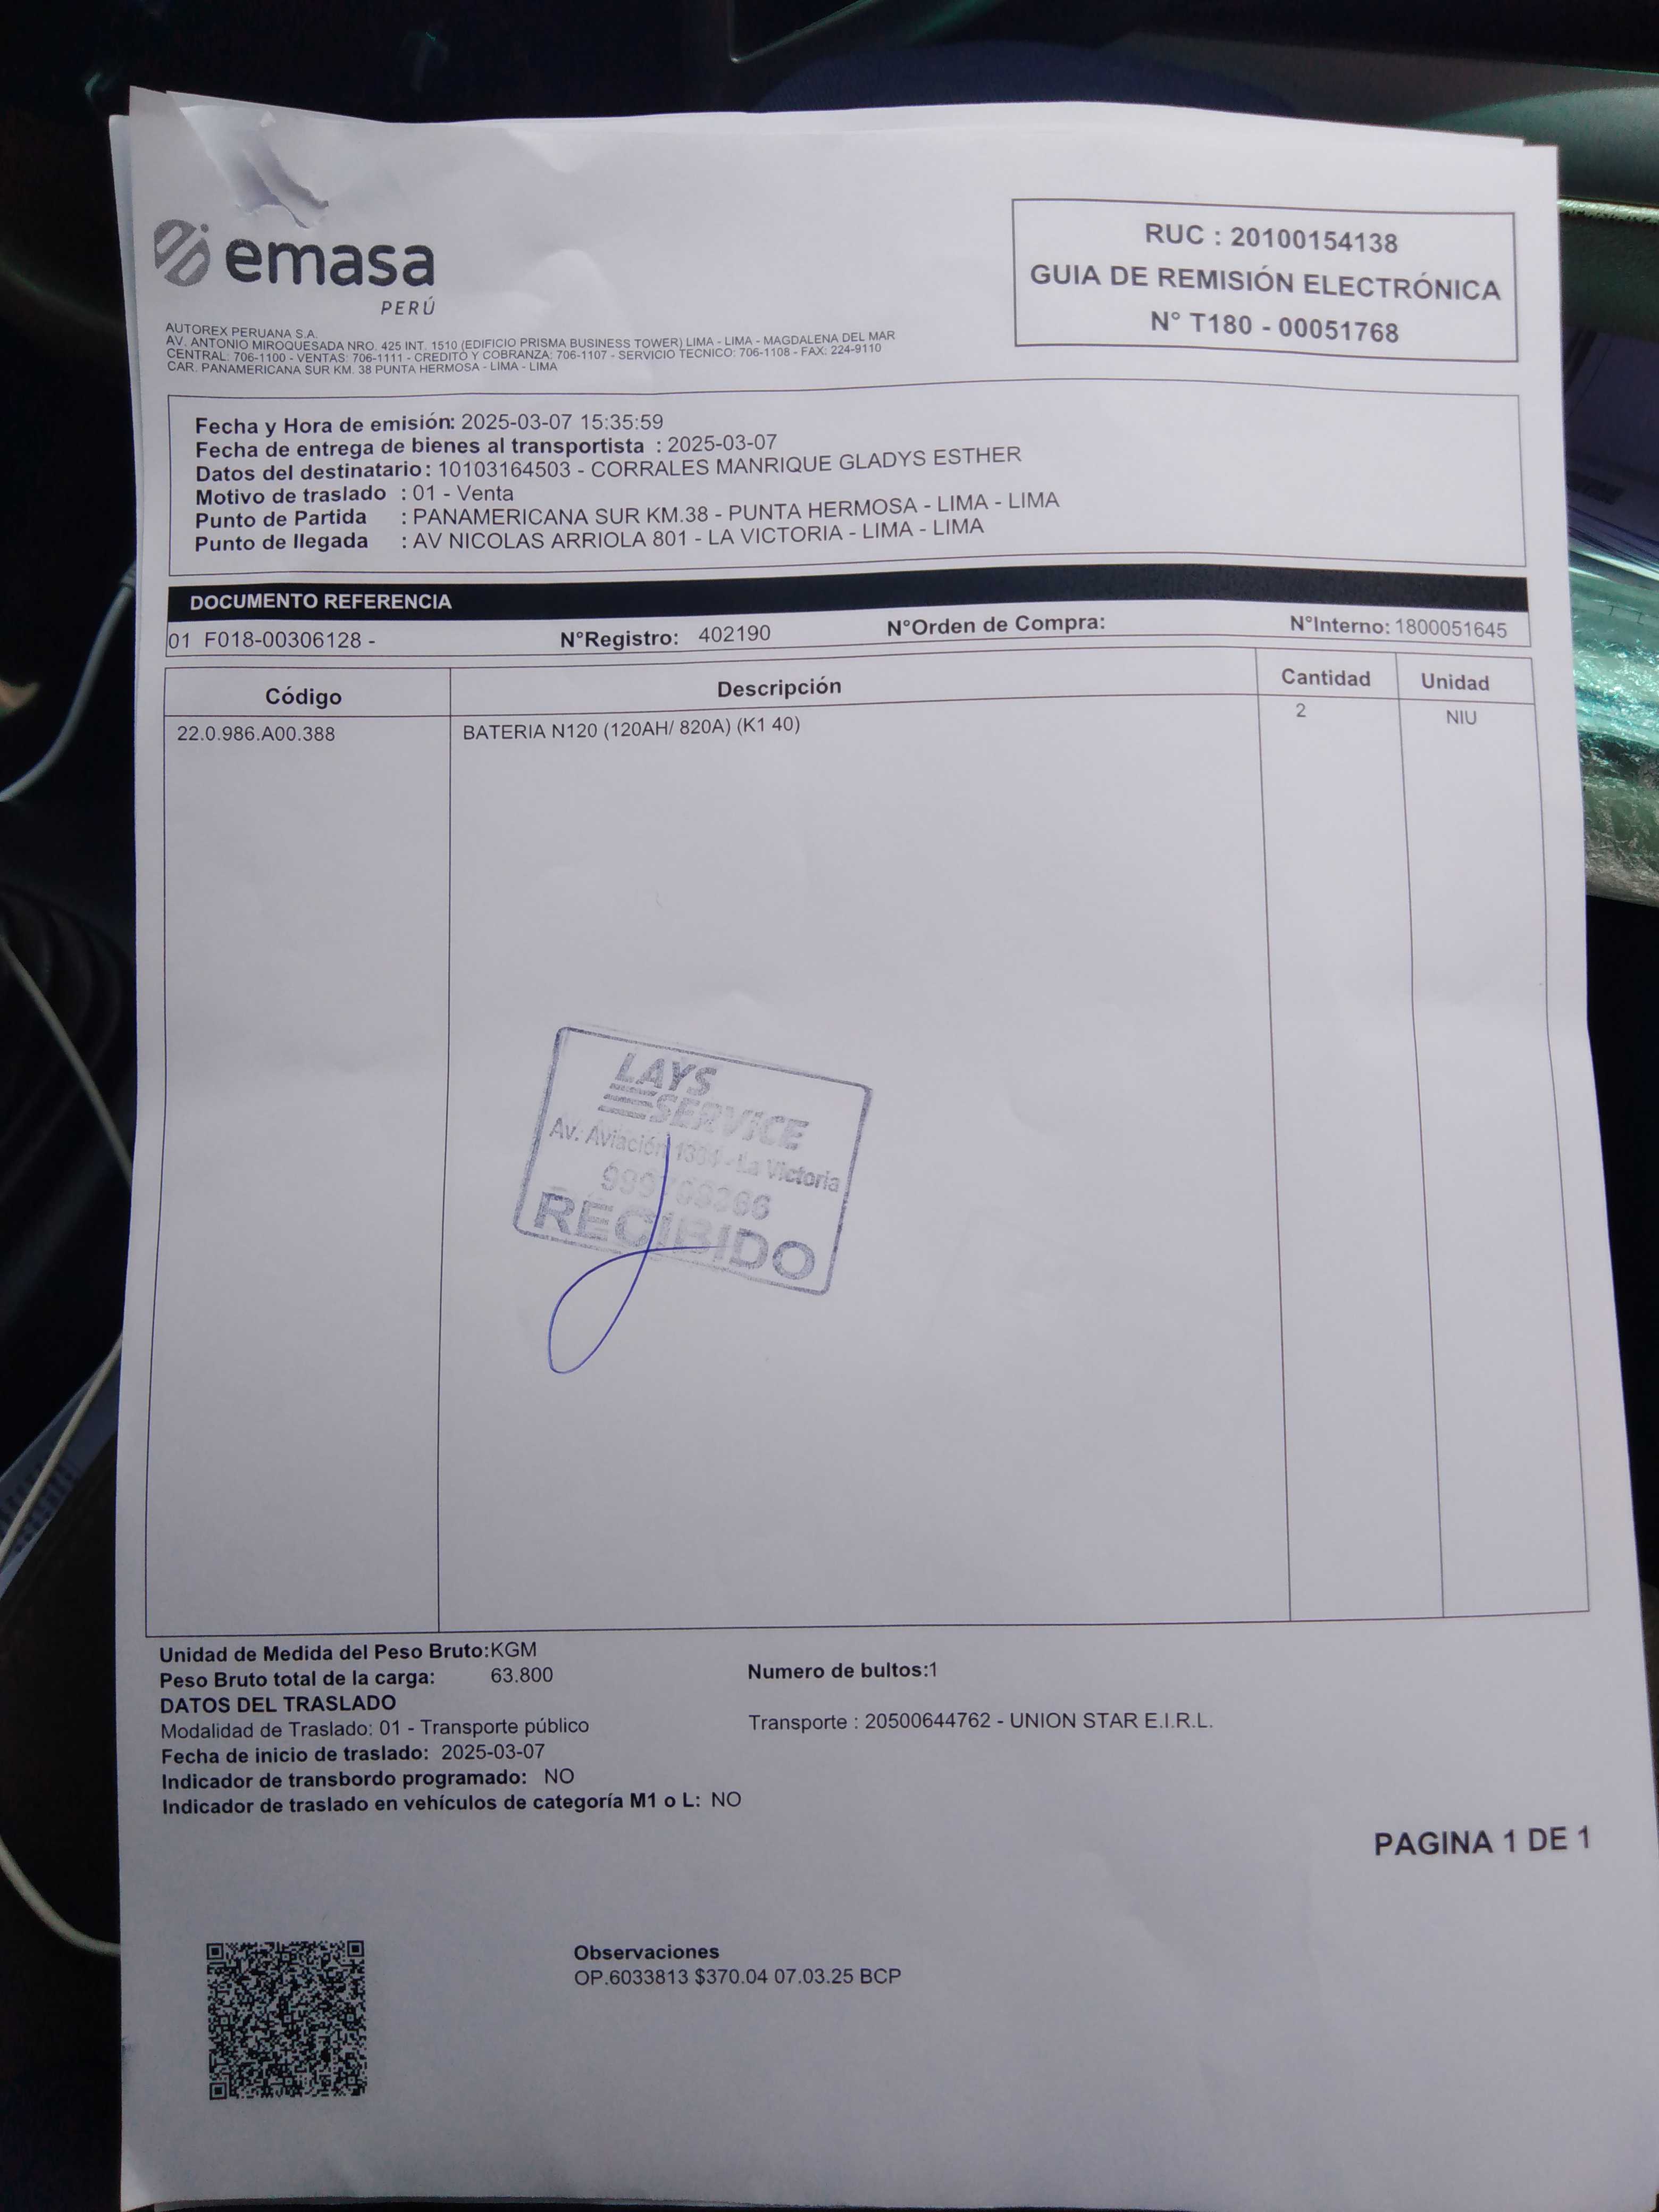 emasa
PERÚ
RUC : 20100154138
GUIA DE REMISIÓN ELECTRÓNICA
N° T180 - 00051768
AUTOREX PERUANA S.A.
AV. ANTONIO MIROQUESADA NRO. 425 INT. 1510 (EDIFICIO PRISMA BUSINESS TOWER) LIMA - LIMA - MAGDALENA DEL MAR
CENTRAL: 706-1100 - VENTAS: 706-1111 - CREDITO Y COBRANZA: 706-1107 - SERVICIO TECNICO: 706-1108 - FAX: 224-9110
CAR. PANAMERICANA SUR KM. 38 PUNTA HERMOSA - LIMA - LIMA
Fecha y Hora de emisión: 2025-03-07 15:35:59
Fecha de entrega de bienes al transportista : 2025-03-07
Datos del destinatario : 10103164503 - CORRALES MANRIQUE GLADYS ESTHER
Motivo de traslado : 01 - Venta
Punto de Partida : PANAMERICANA SUR KM.38 - PUNTA HERMOSA - LIMA - LIMA
Punto de llegada : AV NICOLAS ARRIOLA 801 - LA VICTORIA - LIMA - LIMA
DOCUMENTO REFERENCIA
01 F018-00306128 - N°Registro: 402190 N°Orden de Compra: N°Interno: 1800051645
Código Descripción Cantidad Unidad
22.0.986.A00.388 BATERIA N120 (120AH/ 820A) (K1 40) 2 NIU
LAYS
SERVICE
Av. Aviación - La Victoria
RECIBIDO
Unidad de Medida del Peso Bruto:KGM
Peso Bruto total de la carga: 63.800 Numero de bultos:1
DATOS DEL TRASLADO
Modalidad de Traslado: 01 - Transporte público Transporte : 20500644762 - UNION STAR E.I.R.L.
Fecha de inicio de traslado: 2025-03-07
Indicador de transbordo programado: NO
Indicador de traslado en vehículos de categoría M1 o L: NO
PAGINA 1 DE 1
Observaciones
OP.6033813 $370.04 07.03.25 BCP